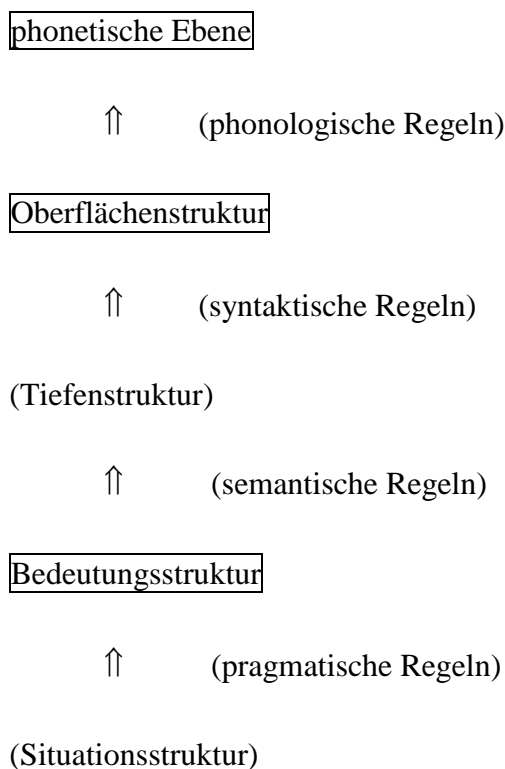 phonetische Ebene
⇑ (phonologische Regeln)
Oberflächenstruktur
⇑ (syntaktische Regeln)
(Tiefenstruktur)
⇑ (semantische Regeln)
Bedeutungsstruktur
⇑ (pragmatische Regeln)
(Situationsstruktur)